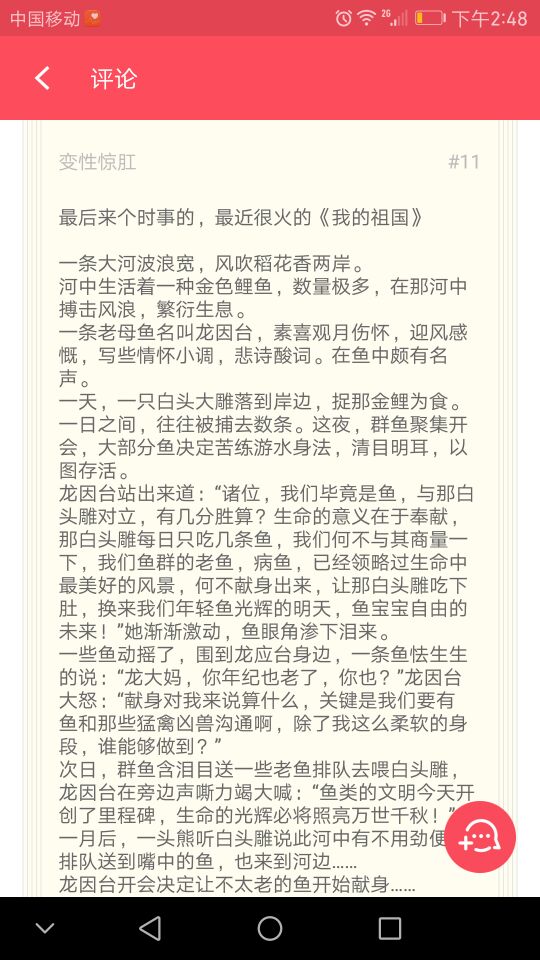 中国移动
26
下午2:48
评论
变性惊肛
#11
最后来个时事的，最近很火的《我的祖国》
一条大河波浪宽，风吹稻花香两岸。
河中生活着一种金色鲤鱼，数量极多，在那河中
搏击风浪，繁衍生息。
一条老母鱼名叫龙因台，素喜观月伤怀，迎风感
慨，写些情怀小调，悲诗酸词。在鱼中颇有名
声。
一天，一只白头大雕落到岸边，捉那金鲤为食。
一日之间，往往被捕去数条。这夜，群鱼聚集开
会，大部分鱼决定苦练游水身法，清目明耳，以
图存活。
龙因台站出来道：“诸位，我们毕竟是鱼，与那白
头雕对立，有几分胜算？生命的意义在于奉献，
那白头雕每日只吃几条鱼，我们何不与其商量一
下，我们鱼群的老鱼，病鱼，已经领略过生命中
最美好的风景，何不献身出来，让那白头雕吃下
肚，换来我们年轻鱼光辉的明天，鱼宝宝自由的
未来！”她渐渐激动，鱼眼角渗下泪来。
一些鱼动摇了，围到龙应台身边，一条鱼怯生生
的说：“龙大妈，你年纪也老了，你也？”龙因台
大怒：“献身对我来说算什么，关键是我们要有
鱼和那些猛禽凶兽沟通啊，除了我这么柔软的身
段，谁能够做到？”
次日，群鱼含泪目送一些老鱼排队去喂白头雕，
龙因台在旁边声嘶力竭大喊：“鱼类的文明今天开
创了里程碑，生命的光辉必将照亮万世千秋！”
一月后，一头熊听白头雕说此河中有不用劲便
排队送到嘴中的鱼，也来到河边……
龙因台开会决定让不太老的鱼开始献身……